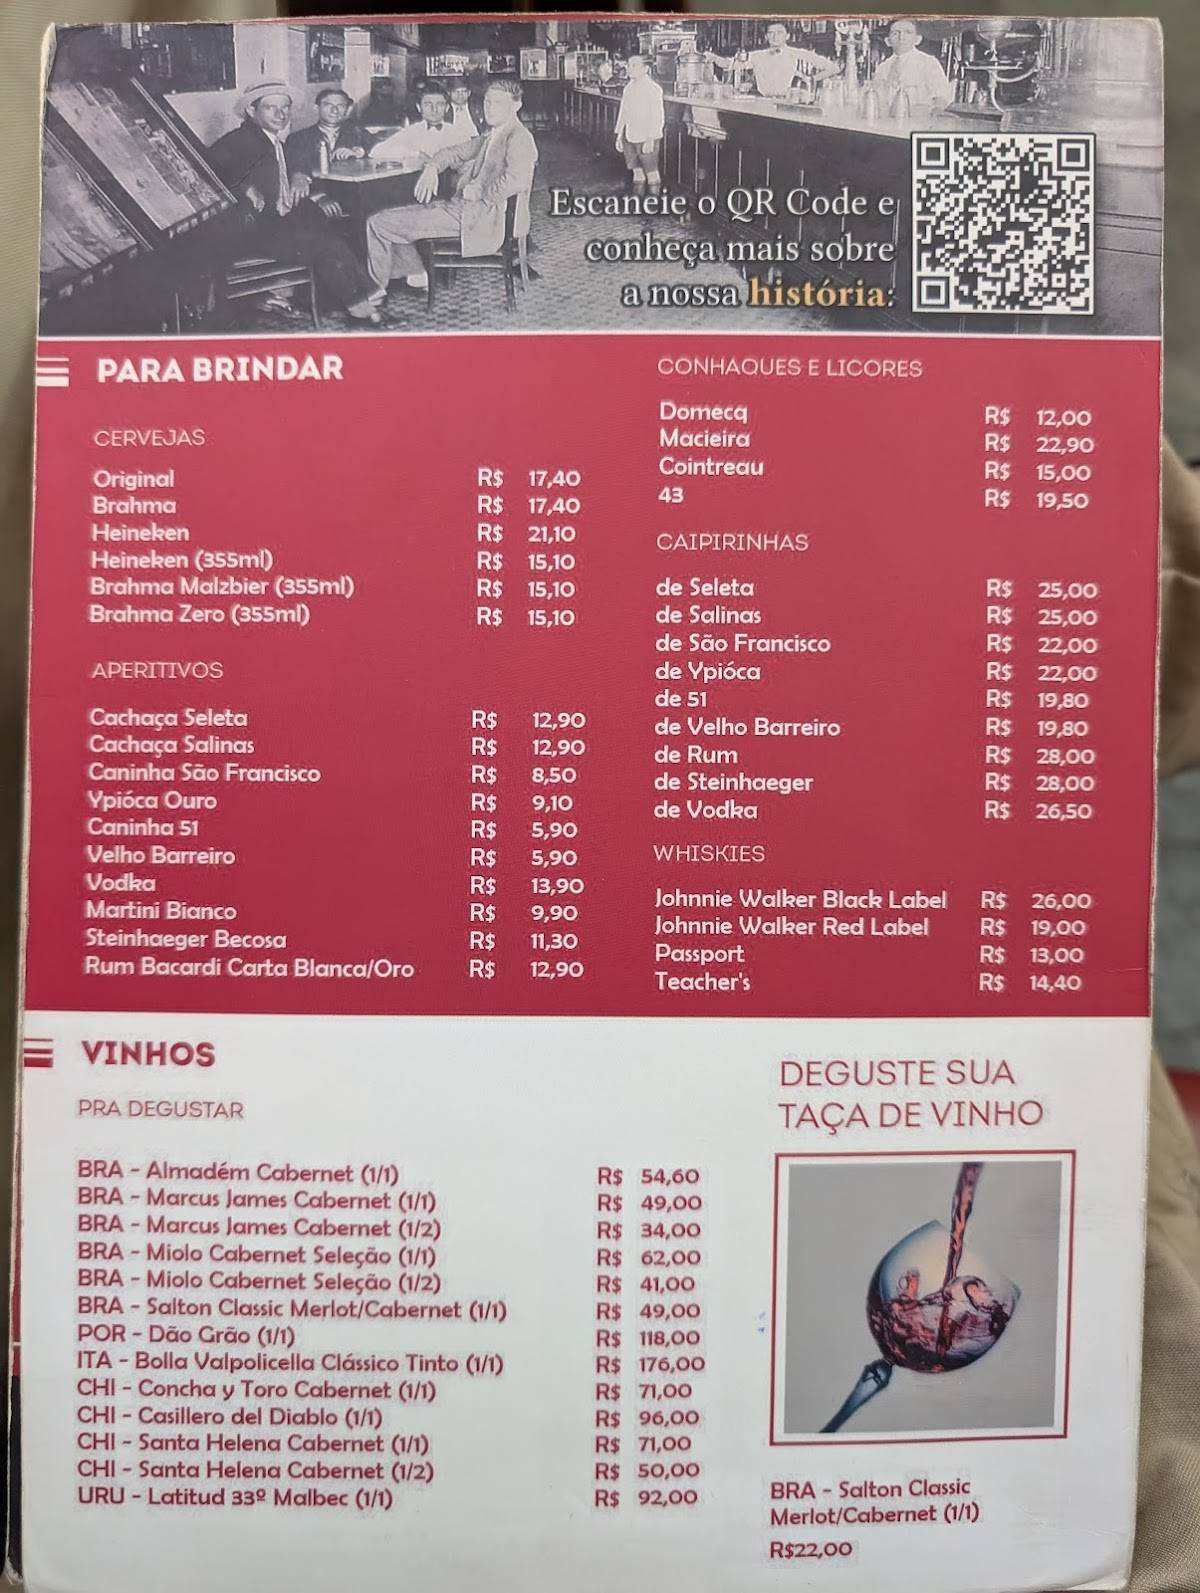 Escaneie o QR Code e
conheça mais sobre
a nossa história:
PARA BRINDAR
CERVEJAS
Original R$ 17,40
Brahma R$ 17,40
Heineken R$ 21,10
Heineken (355ml) R$ 15,10
Brahma Malzbier (355ml) R$ 15,10
Brahma Zero (355ml) R$ 15,10
APERITIVOS
Cachaça Seleta R$ 12,90
Cachaça Salinas R$ 12,90
Caninha São Francisco R$ 8,50
Ypióca Ouro R$ 9,10
Caninha 51 R$ 5,90
Velho Barreiro R$ 5,90
Vodka R$ 13,90
Martini Bianco R$ 9,90
Steinhaeger Becosa R$ 11,30
Rum Bacardi Carta Blanca/Oro R$ 12,90
CONHAQUES E LICORES
Domecq R$ 12,00
Macieira R$ 22,90
Cointreau R$ 15,00
43 R$ 19,50
CAIPIRINHAS
de Seleta R$ 25,00
de Salinas R$ 25,00
de São Francisco R$ 22,00
de Ypióca R$ 22,00
de 51 R$ 19,80
de Velho Barreiro R$ 19,80
de Rum R$ 28,00
de Steinhaeger R$ 28,00
de Vodka R$ 26,50
WHISKIES
Johnnie Walker Black Label R$ 26,00
Johnnie Walker Red Label R$ 19,00
Passport R$ 13,00
Teacher's R$ 14,40
VINHOS
PRA DEGUSTAR
BRA - Almadém Cabernet (1/1) R$ 54,60
BRA - Marcus James Cabernet (1/1) R$ 49,00
BRA - Marcus James Cabernet (1/2) R$ 34,00
BRA - Miolo Cabernet Seleção (1/1) R$ 62,00
BRA - Miolo Cabernet Seleção (1/2) R$ 41,00
BRA - Salton Classic Merlot/Cabernet (1/1) R$ 49,00
POR - Dão Grão (1/1) R$ 118,00
ITA - Bolla Valpolicella Clássico Tinto (1/1) R$ 176,00
CHI - Concha y Toro Cabernet (1/1) R$ 71,00
CHI - Casillero del Diablo (1/1) R$ 96,00
CHI - Santa Helena Cabernet (1/1) R$ 71,00
CHI - Santa Helena Cabernet (1/2) R$ 50,00
URU - Latitud 33º Malbec (1/1) R$ 92,00
DEGUSTE SUA
TAÇA DE VINHO
BRA - Salton Classic
Merlot/Cabernet (1/1)
R$22,00